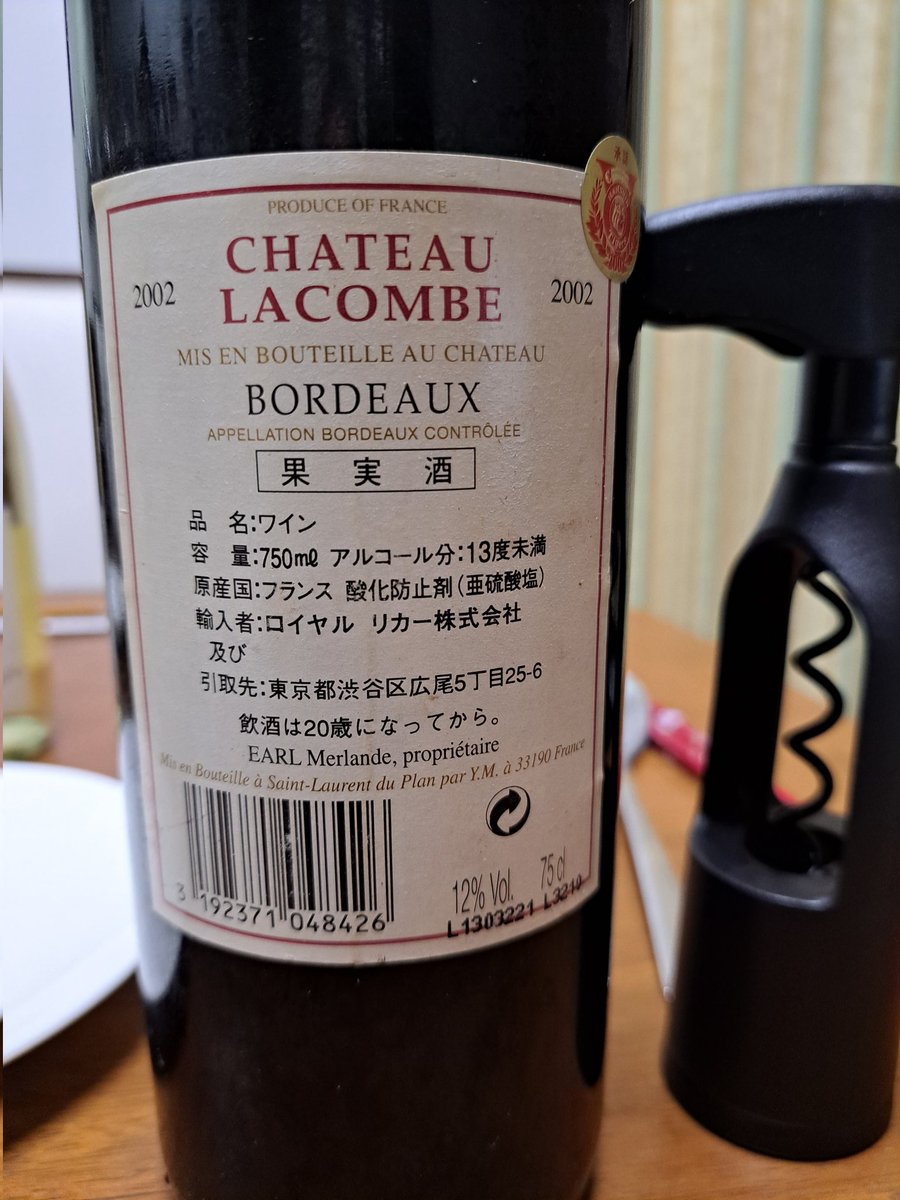 承認
PRODUCE OF FRANCE
CHATEAU
LACOMBE
2002 2002
MIS EN BOUTEILLE AU CHATEAU
BORDEAUX
APPELLATION BORDEAUX CONTRÔLÉE
果 実 酒
品 名:ワイン
容 量:750mℓ アルコール分:13度未満
原産国:フランス 酸化防止剤(亜硫酸塩)
輸入者:ロイヤル リカー株式会社
及び
引取先:東京都渋谷区広尾5丁目25-6
飲酒は20歳になってから。
EARL Merlande, propriétaire
Mis en Bouteille à Saint-Laurent du Plan par Y.M. à 33190 France
12% Vol. 75 cl
3 192371 048426
L1303221 L3210